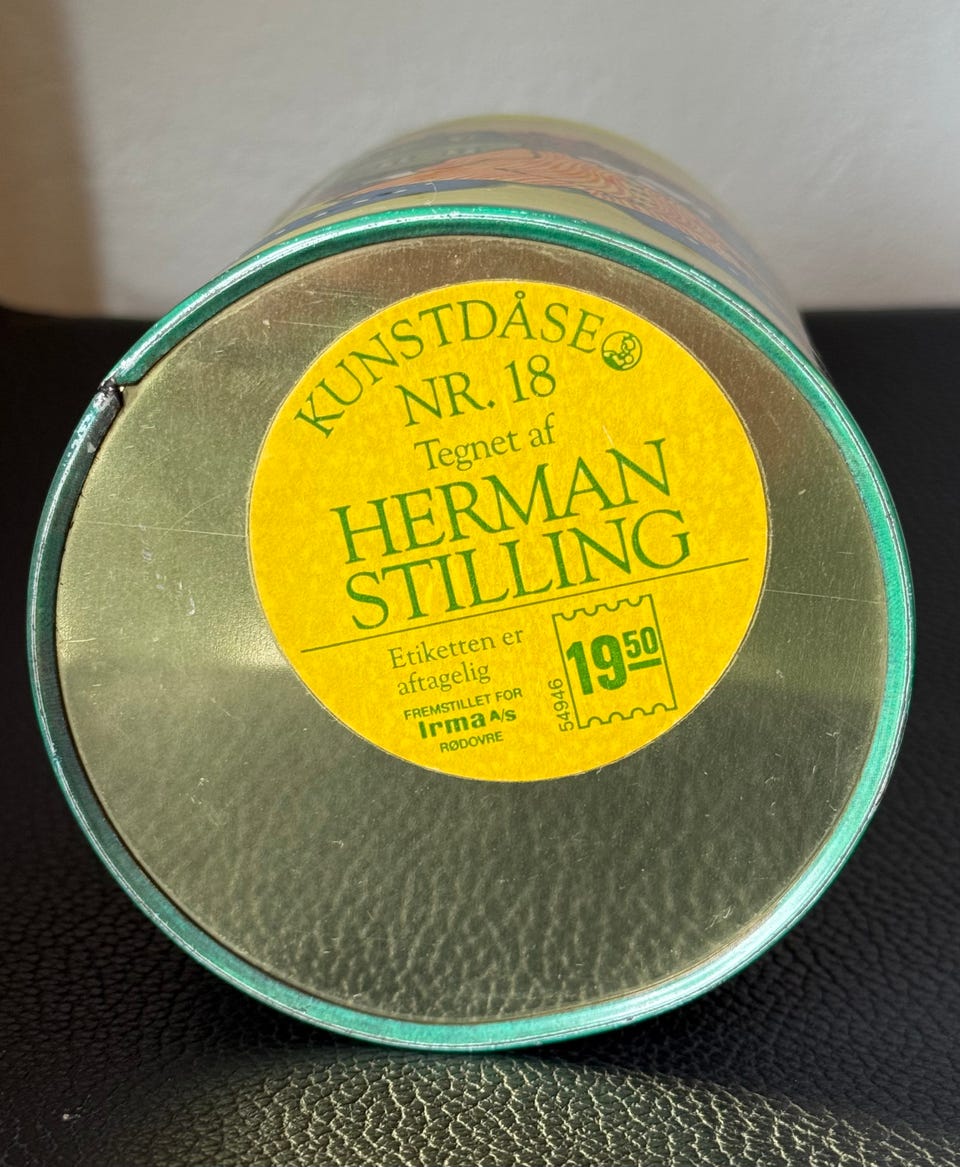 KUNSTDÅSE
NR. 18
Tegnet af
HERMAN
STILLING
Etiketten er
aftagelig
FREMSTILLET FOR
Irma A/S
RØDOVRE
54946
19 50